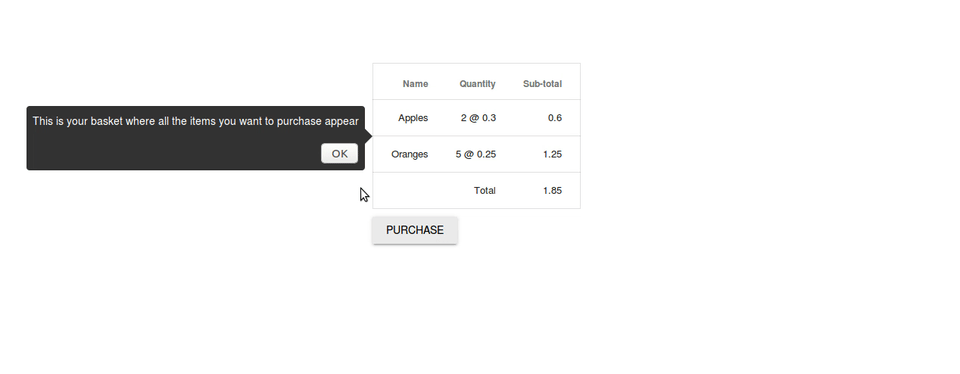 This is your basket where all the items you want to purchase appear
OK
Name Quantity Sub-total
Apples 2 @ 0.3 0.6
Oranges 5 @ 0.25 1.25
Total 1.85
PURCHASE